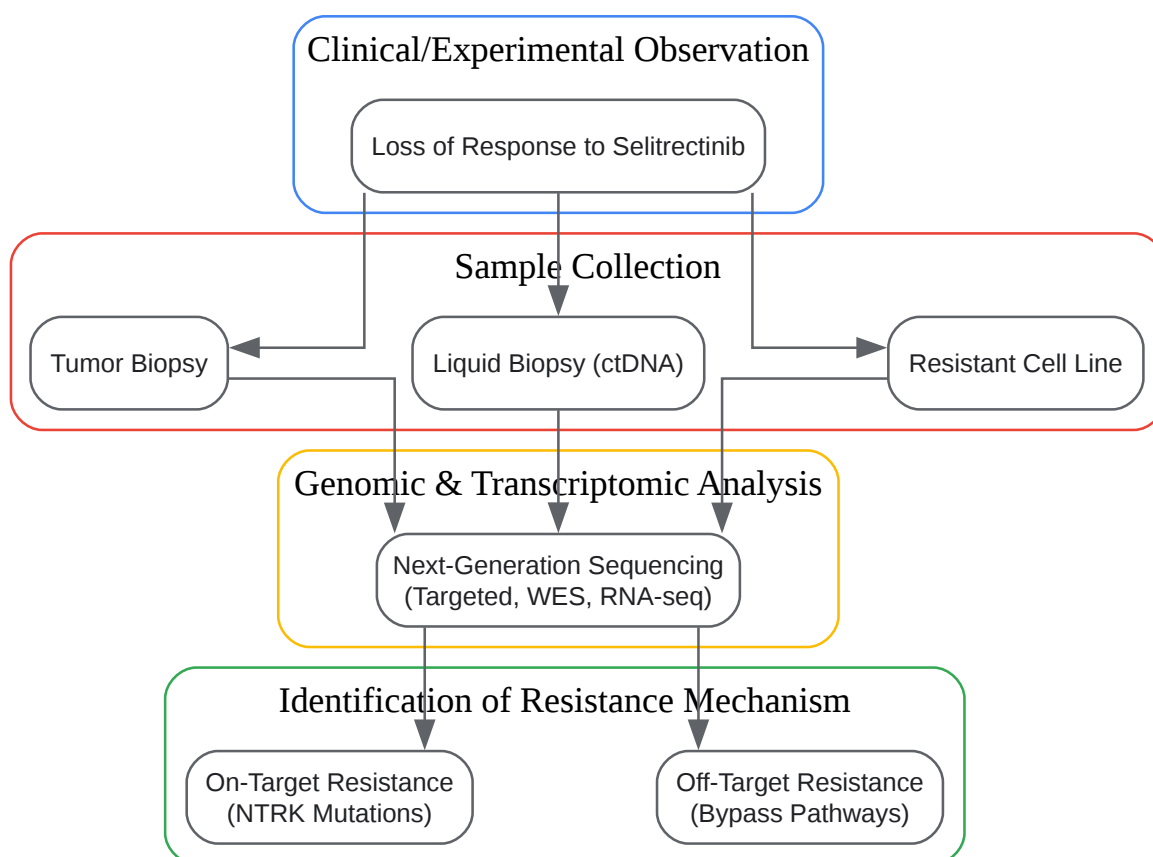 Clinical/Experimental Observation
Loss of Response to Selitrectinib
Sample Collection
Tumor Biopsy
Liquid Biopsy (ctDNA)
Resistant Cell Line
Genomic & Transcriptomic Analysis
Next-Generation Sequencing
(Targeted, WES, RNA-seq)
Identification of Resistance Mechanism
On-Target Resistance
(NTRK Mutations)
Off-Target Resistance
(Bypass Pathways)